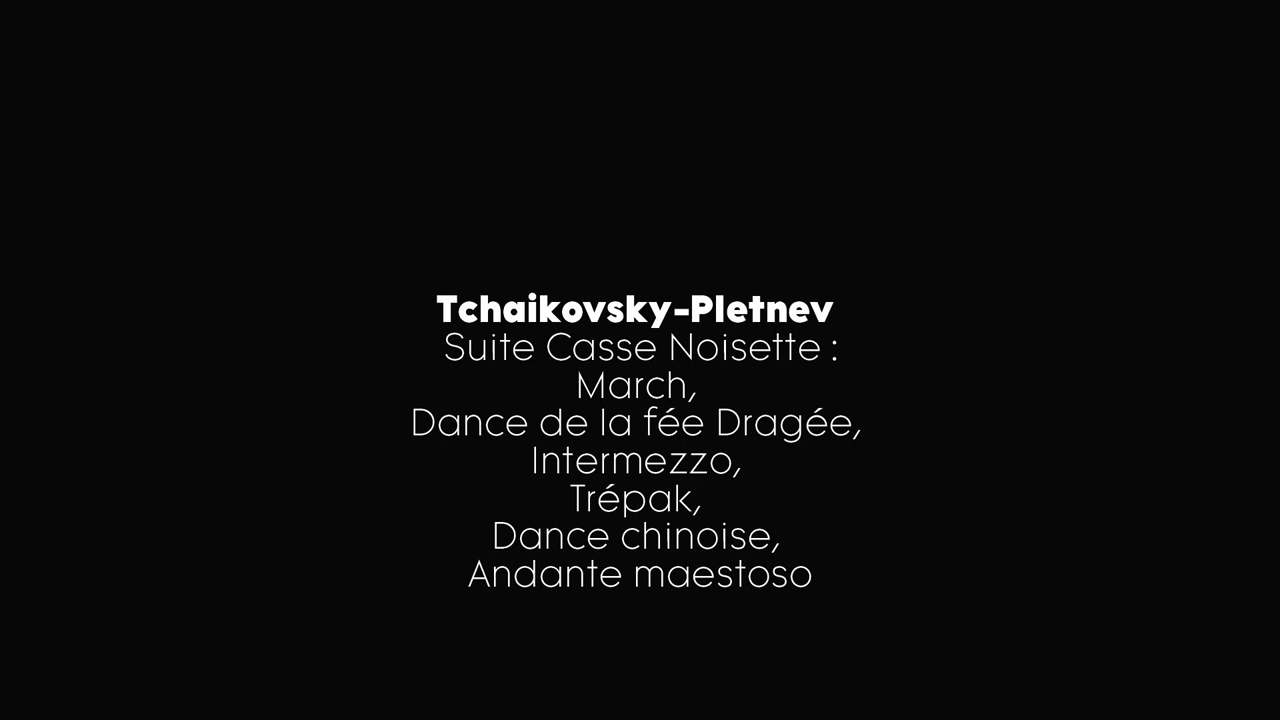 Tchaikovsky-Pletnev
Suite Casse Noisette :
March,
Dance de la fée Dragée,
Intermezzo,
Trépak,
Dance chinoise,
Andante maestoso